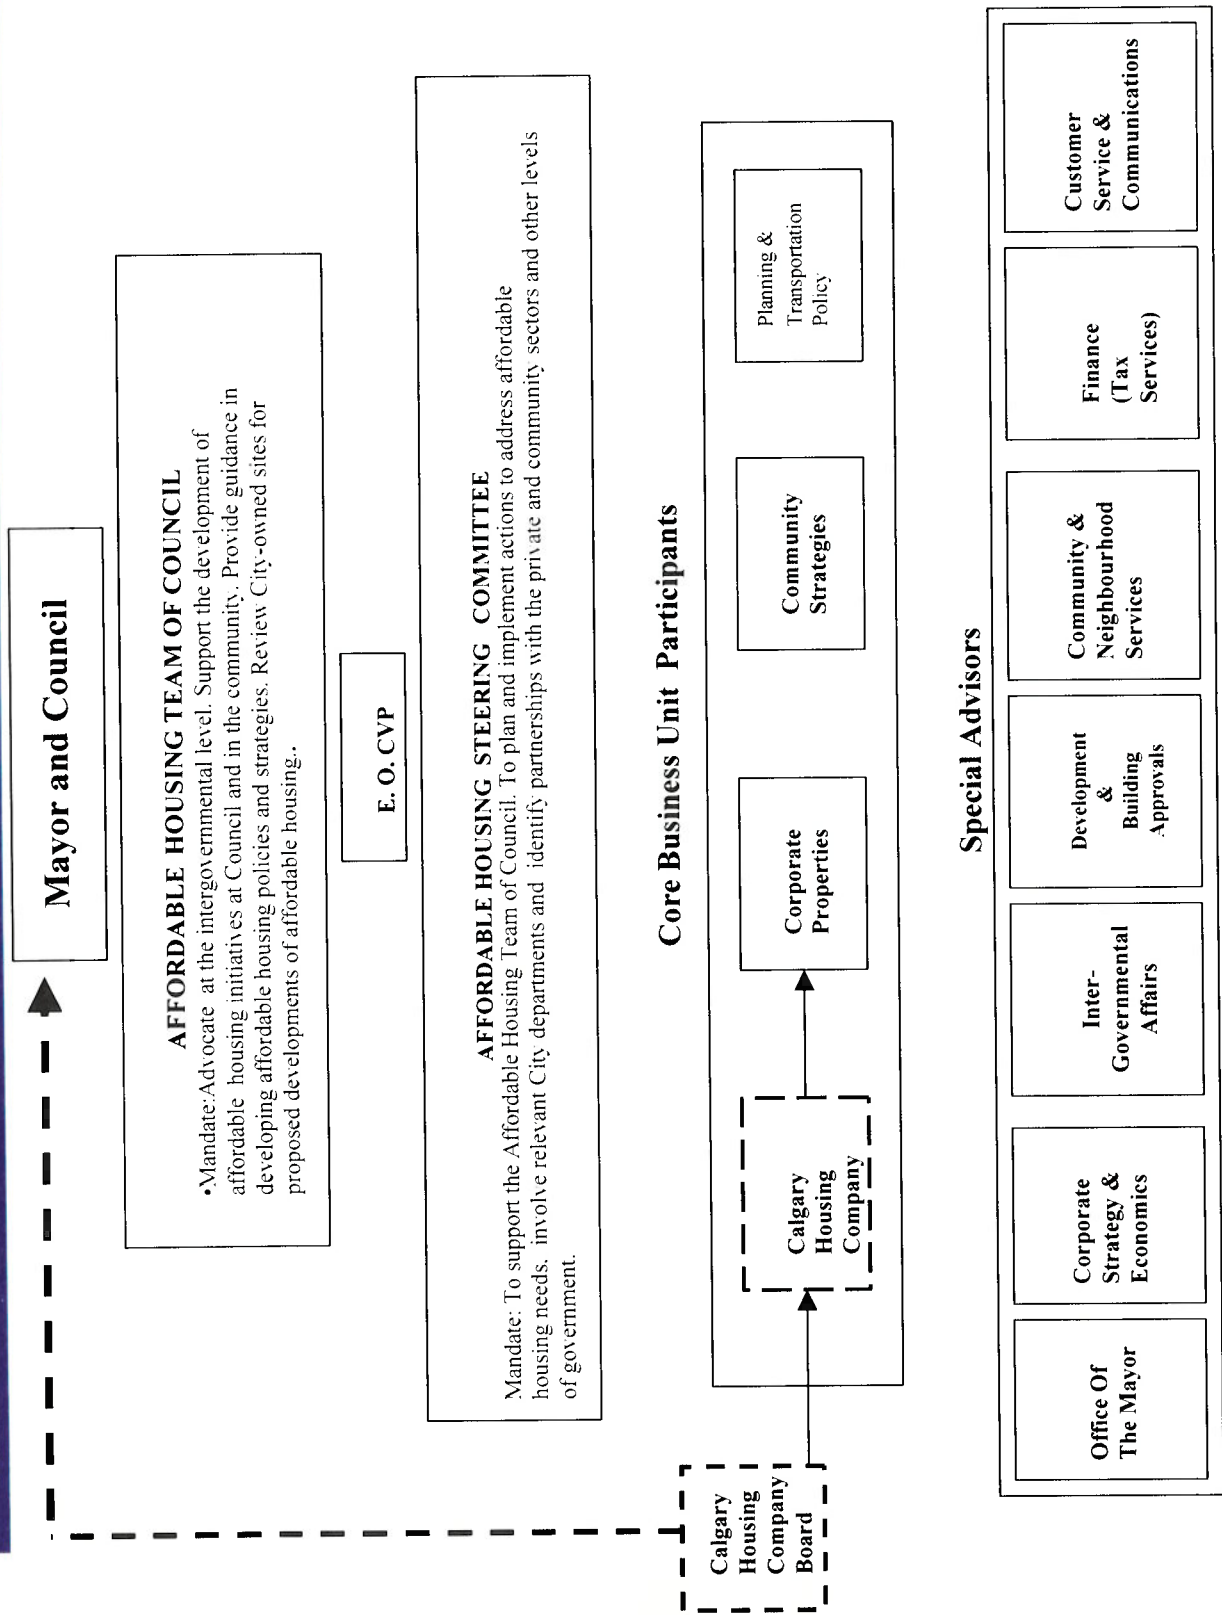 Mayor and Council
AFFORDABLE HOUSING TEAM OF COUNCIL
•Mandate:Advocate at the intergovernmental level. Support the development of
affordable housing initiatives at Council and in the community. Provide guidance in
developing affordable housing policies and strategies. Review City-owned sites for
proposed developments of affordable housing..
E. O. CVP
AFFORDABLE HOUSING STEERING COMMITTEE
Mandate: To support the Affordable Housing Team of Council. To plan and implement actions to address affordable
housing needs, involve relevant City departments and identify partnerships with the private and community sectors and other levels
of government.
Core Business Unit Participants
Calgary
Housing
Company
Board
Calgary
Housing
Company
Corporate
Properties
Community
Strategies
Planning &
Transportation
Policy
Special Advisors
Office Of
The Mayor
Corporate
Strategy &
Economics
Inter-
Governmental
Affairs
Development
&
Building
Approvals
Community &
Neighbourhood
Services
Finance
(Tax
Services)
Customer
Service &
Communications